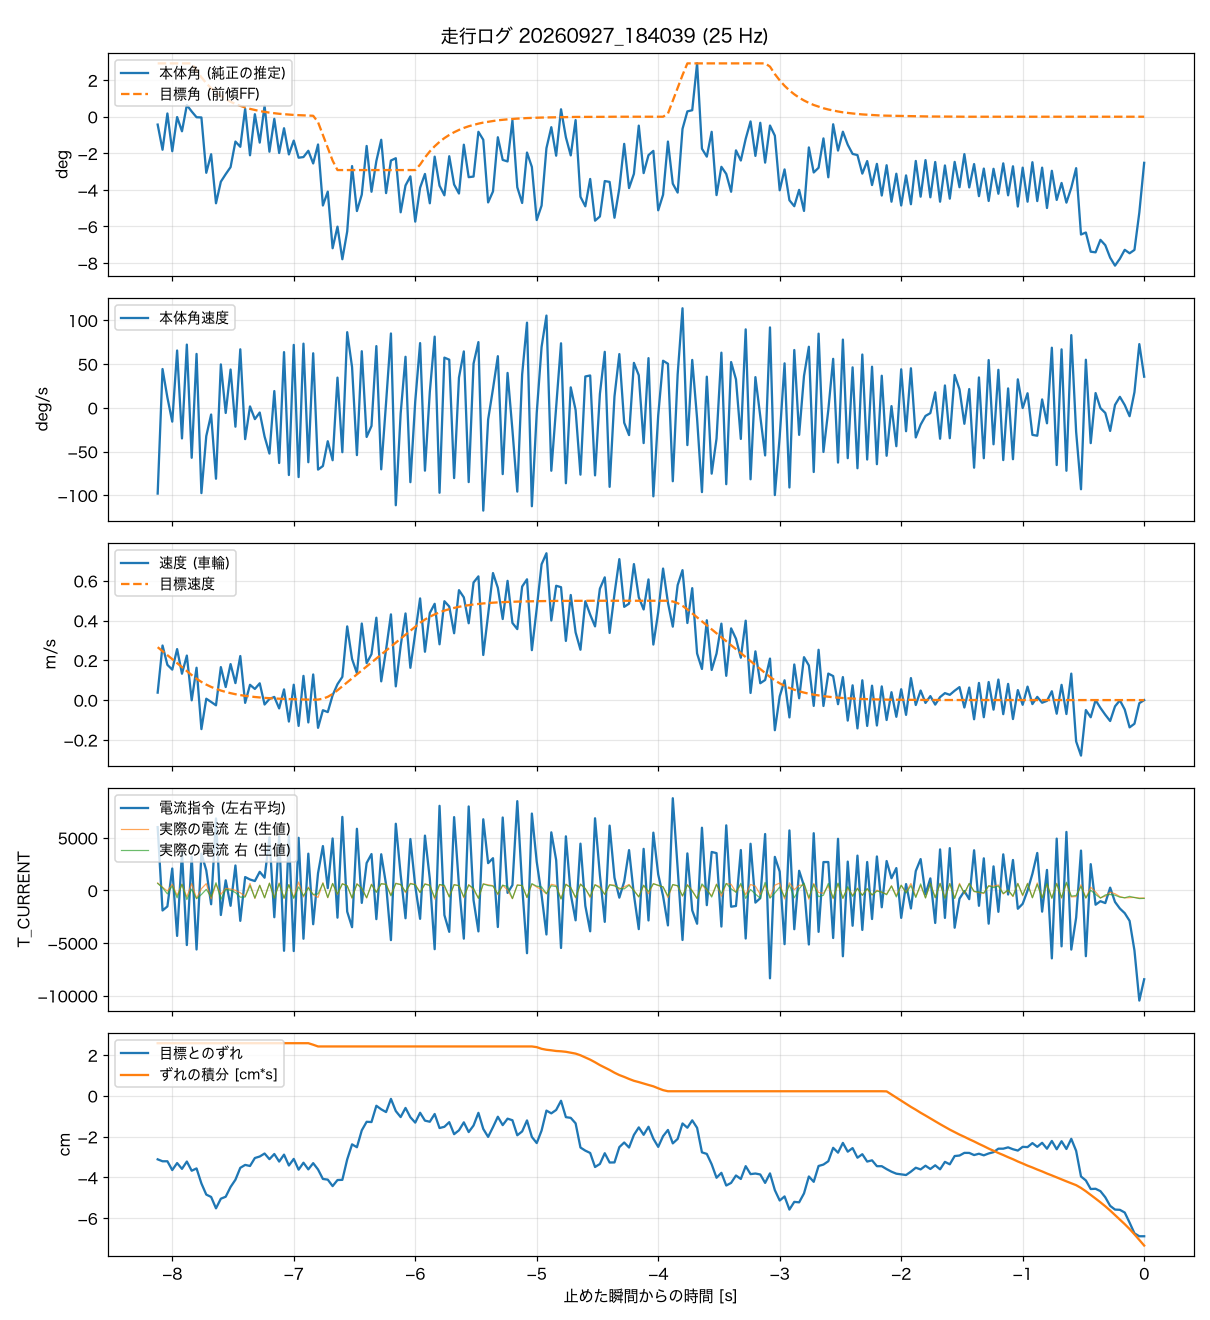 走行ログ 20260927_184039 (25 Hz)
本体角 (純正の推定)
目標角 (前傾FF)
2
0
−2
−4
−6
−8
deg
本体角速度
100
50
0
−50
−100
deg/s
速度 (車輪)
目標速度
0.6
0.4
0.2
0.0
−0.2
m/s
電流指令 (左右平均)
実際の電流 左 (生値)
実際の電流 右 (生値)
5000
0
−5000
−10000
T_CURRENT
目標とのずれ
ずれの積分 [cm*s]
2
0
−2
−4
−6
cm
−8 −7 −6 −5 −4 −3 −2 −1 0
止めた瞬間からの時間 [s]